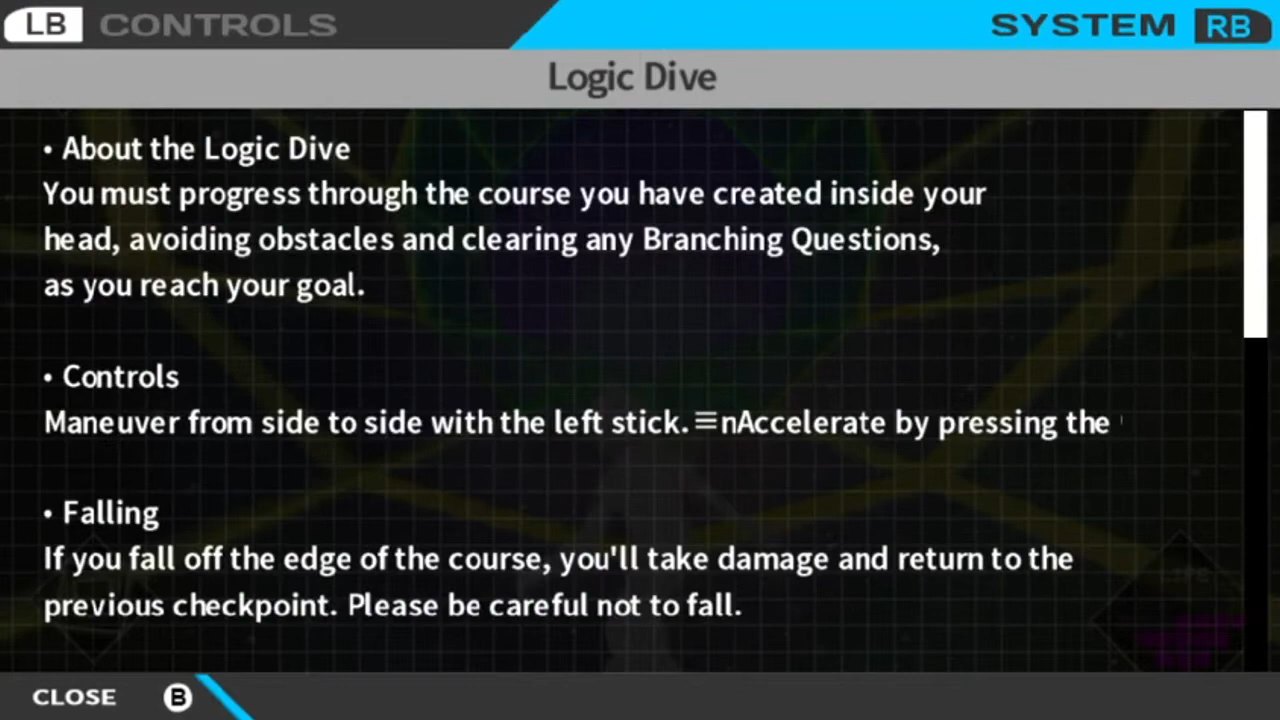 LB CONTROLS
SYSTEM RB
Logic Dive
• About the Logic Dive
You must progress through the course you have created inside your
head, avoiding obstacles and clearing any Branching Questions,
as you reach your goal.
• Controls
Maneuver from side to side with the left stick.≡nAccelerate by pressing the
• Falling
If you fall off the edge of the course, you'll take damage and return to the
previous checkpoint. Please be careful not to fall.
CLOSE B